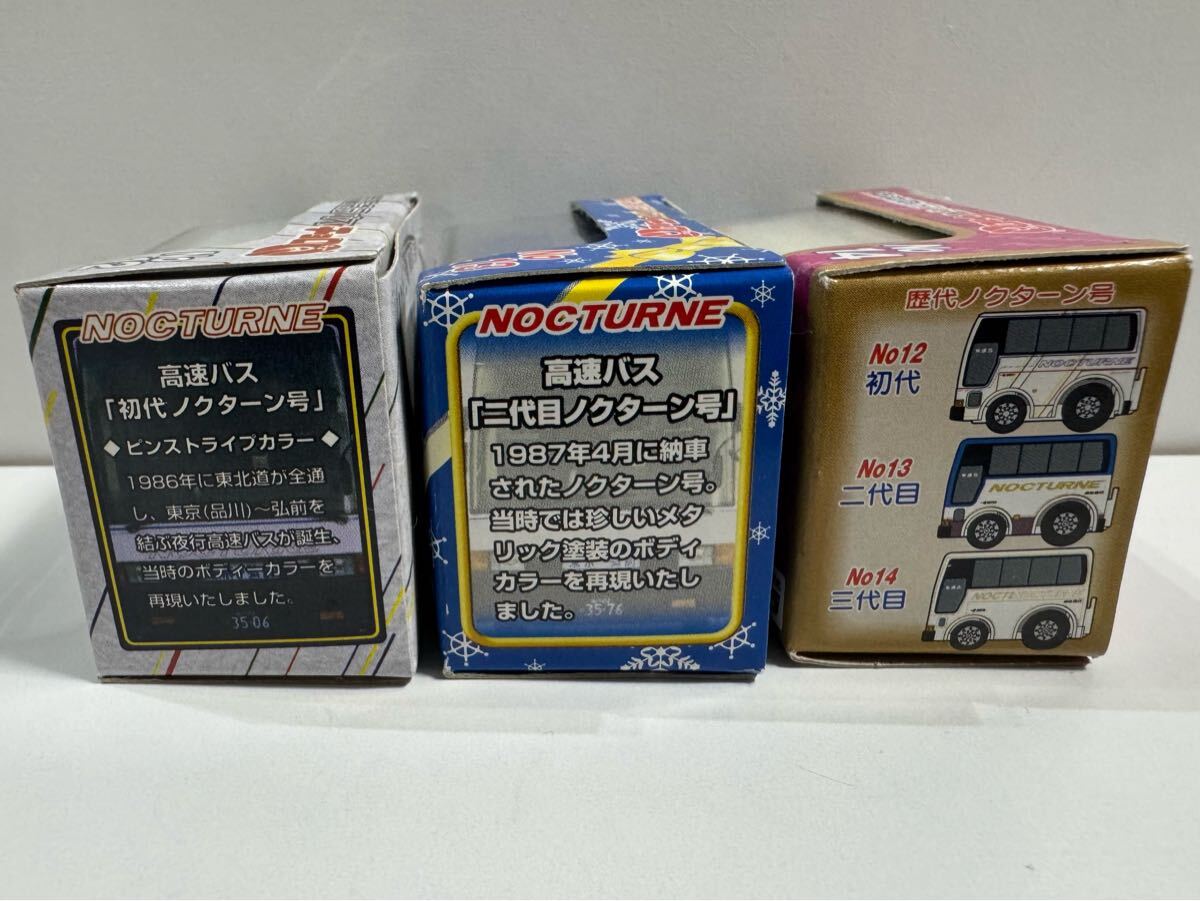 NOCTURNE
高速バス
「初代 ノクターン号」
◆ピンストライプカラー◆
1986年に東北道が全通
し、東京(品川)～弘前を
結ぶ夜行高速バスが誕生、
当時のボディーカラーを
再現いたしました。
35-06
NOCTURNE
高速バス
「二代目ノクターン号」
1987年4月に納車
されたノクターン号。
当時では珍しいメタ
リック塗装のボディ
カラーを再現いたし
ました。
35-76
歴代ノクターン号
No12
初代
NOCTURNE
No13
二代目
NOCTURNE
No14
三代目